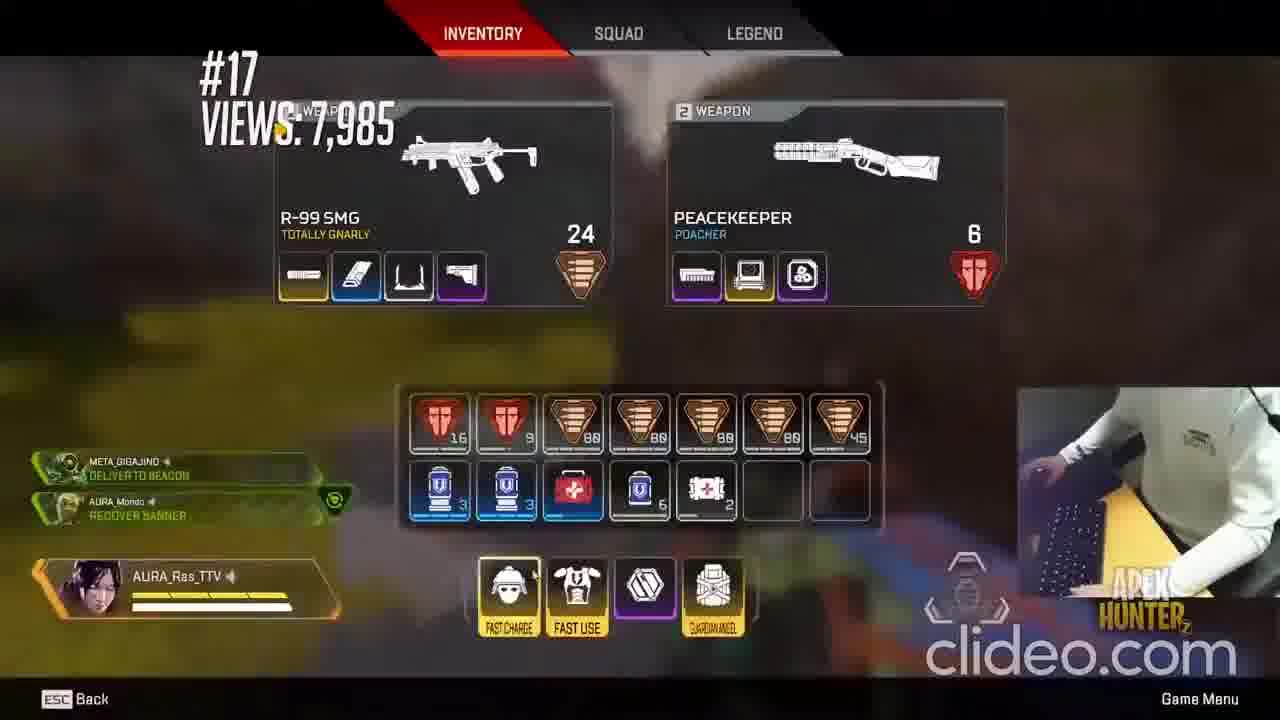 INVENTORY
SQUAD
LEGEND
#17
VIEWS: 7,985
2 WEAPON
R-99 SMG
TOTALLY GNARLY
24
PEACEKEEPER
POACHER
6
16
9
80
80
80
80
45
3
3
6
2
META_GIGAJIND
DELIVER TO BEACON
AURA_Mondo
RECOVER BANNER
AURA_Ras_TTV
FAST CHARGE
FAST USE
GUARDIAN ANGEL
APEX
HUNTERZ
clideo.com
ESC Back
Game Menu